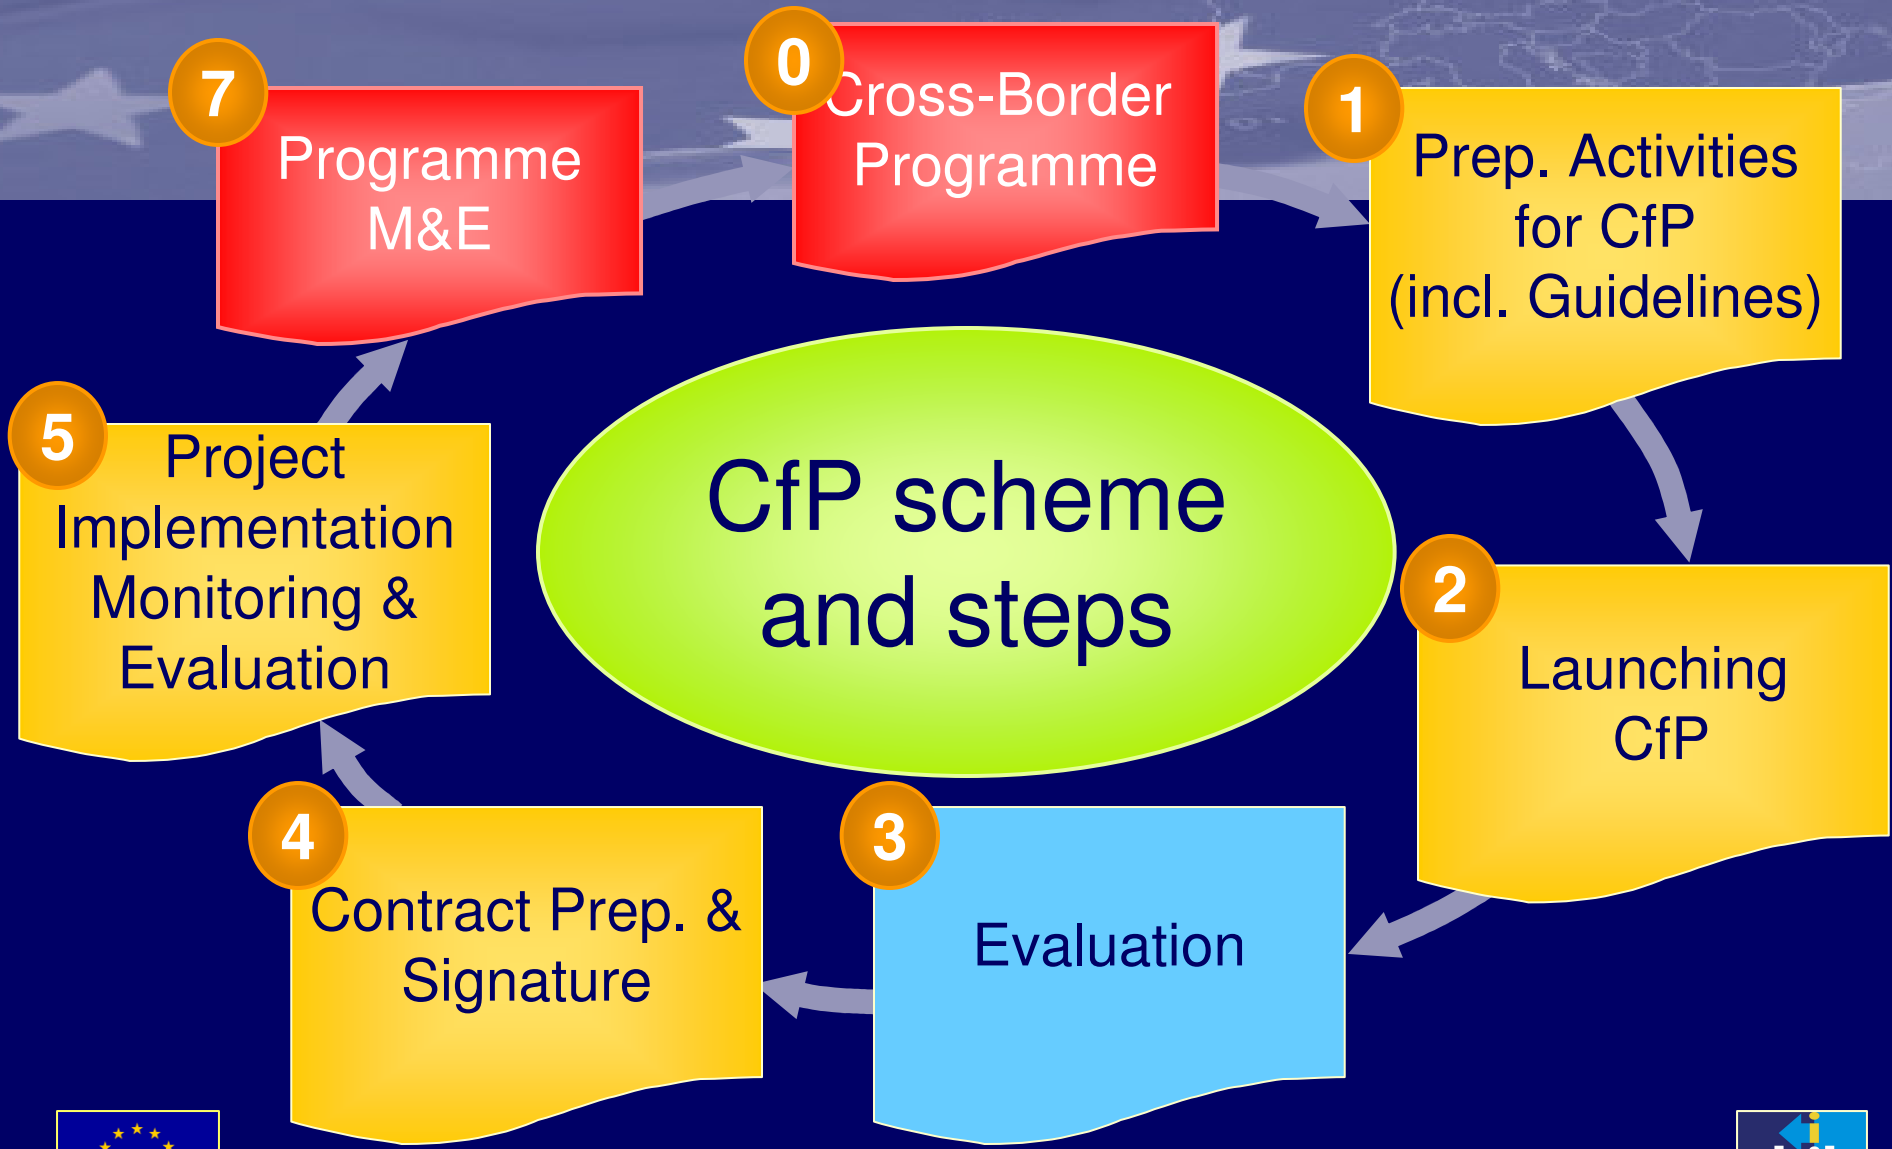 7
Programme
M&E
0
Cross-Border
Programme
1
Prep. Activities
for CfP
(incl. Guidelines)
5
Project
Implementation
Monitoring &
Evaluation
CfP scheme
and steps
2
Launching
CfP
4
Contract Prep. &
Signature
3
Evaluation